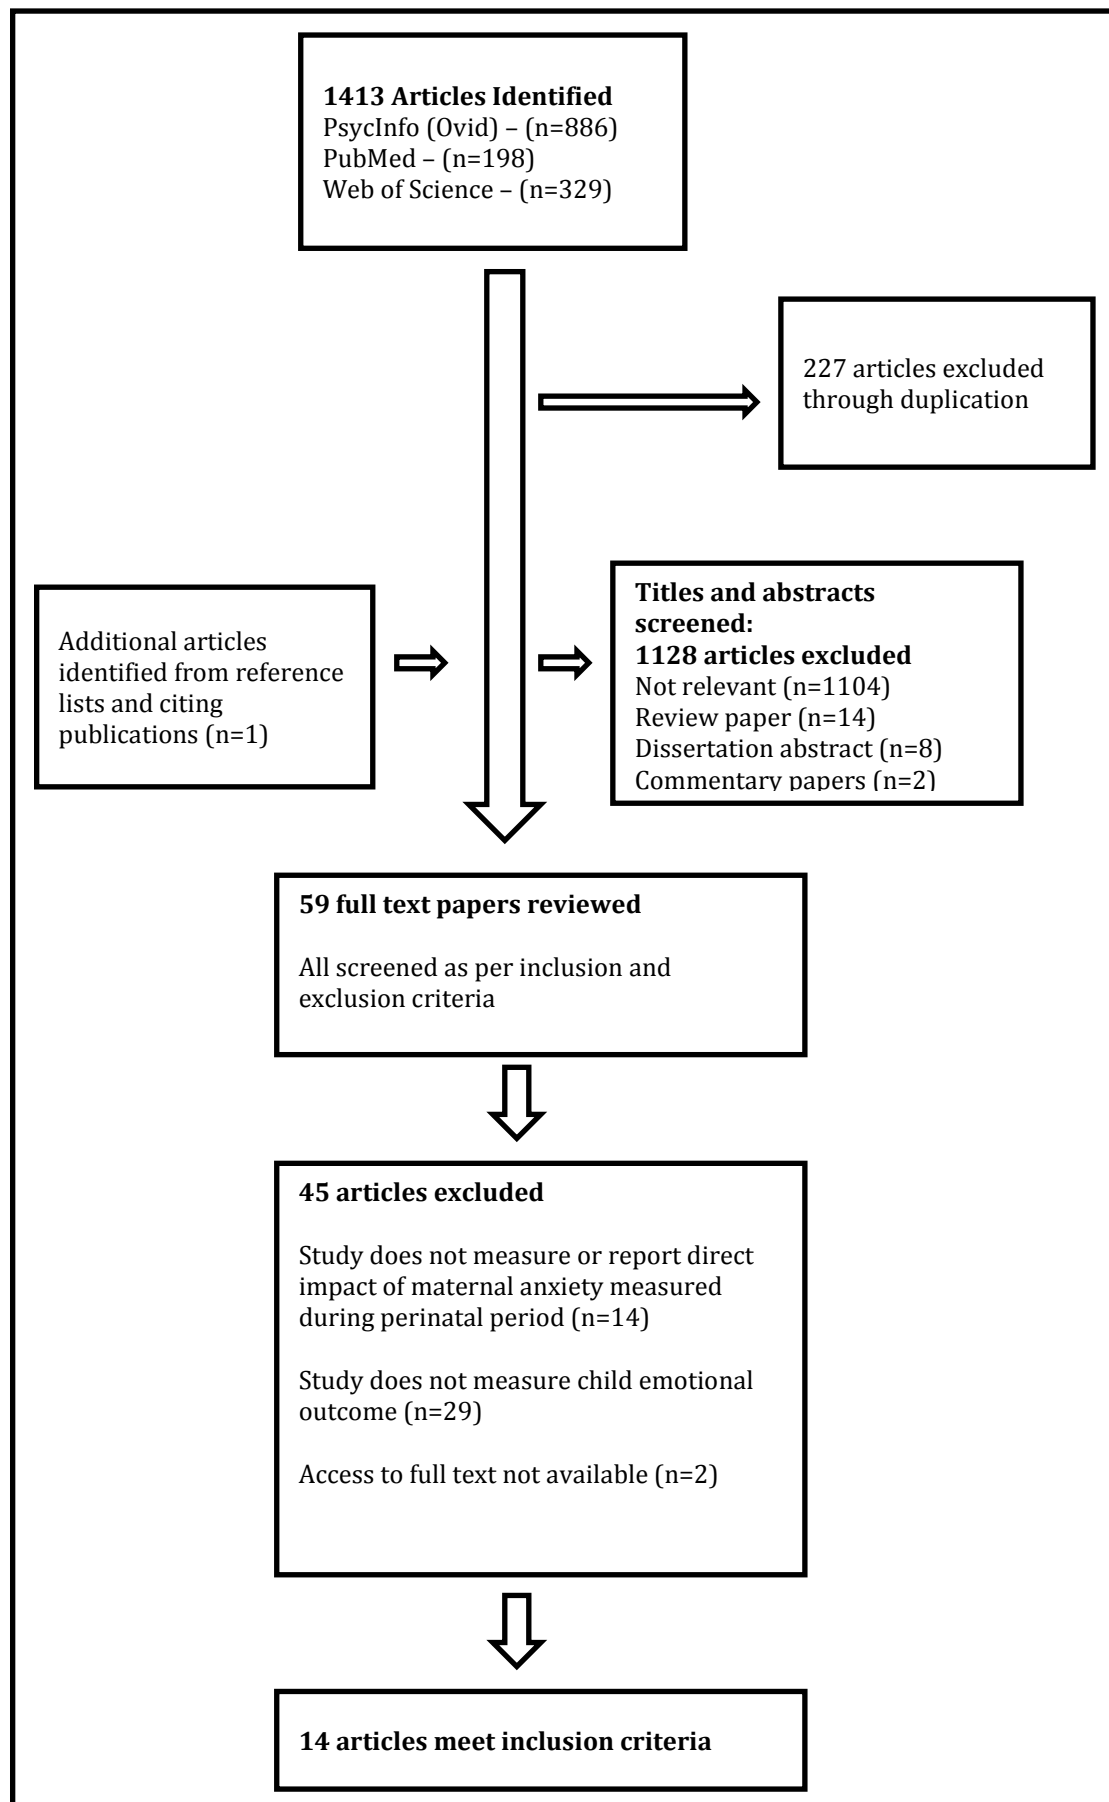 1413 Articles Identified
PsycInfo (Ovid) – (n=886)
PubMed – (n=198)
Web of Science – (n=329)
227 articles excluded
through duplication
Additional articles
identified from reference
lists and citing
publications (n=1)
Titles and abstracts
screened:
1128 articles excluded
Not relevant (n=1104)
Review paper (n=14)
Dissertation abstract (n=8)
Commentary papers (n=2)
59 full text papers reviewed
All screened as per inclusion and
exclusion criteria
45 articles excluded
Study does not measure or report direct
impact of maternal anxiety measured
during perinatal period (n=14)
Study does not measure child emotional
outcome (n=29)
Access to full text not available (n=2)
14 articles meet inclusion criteria